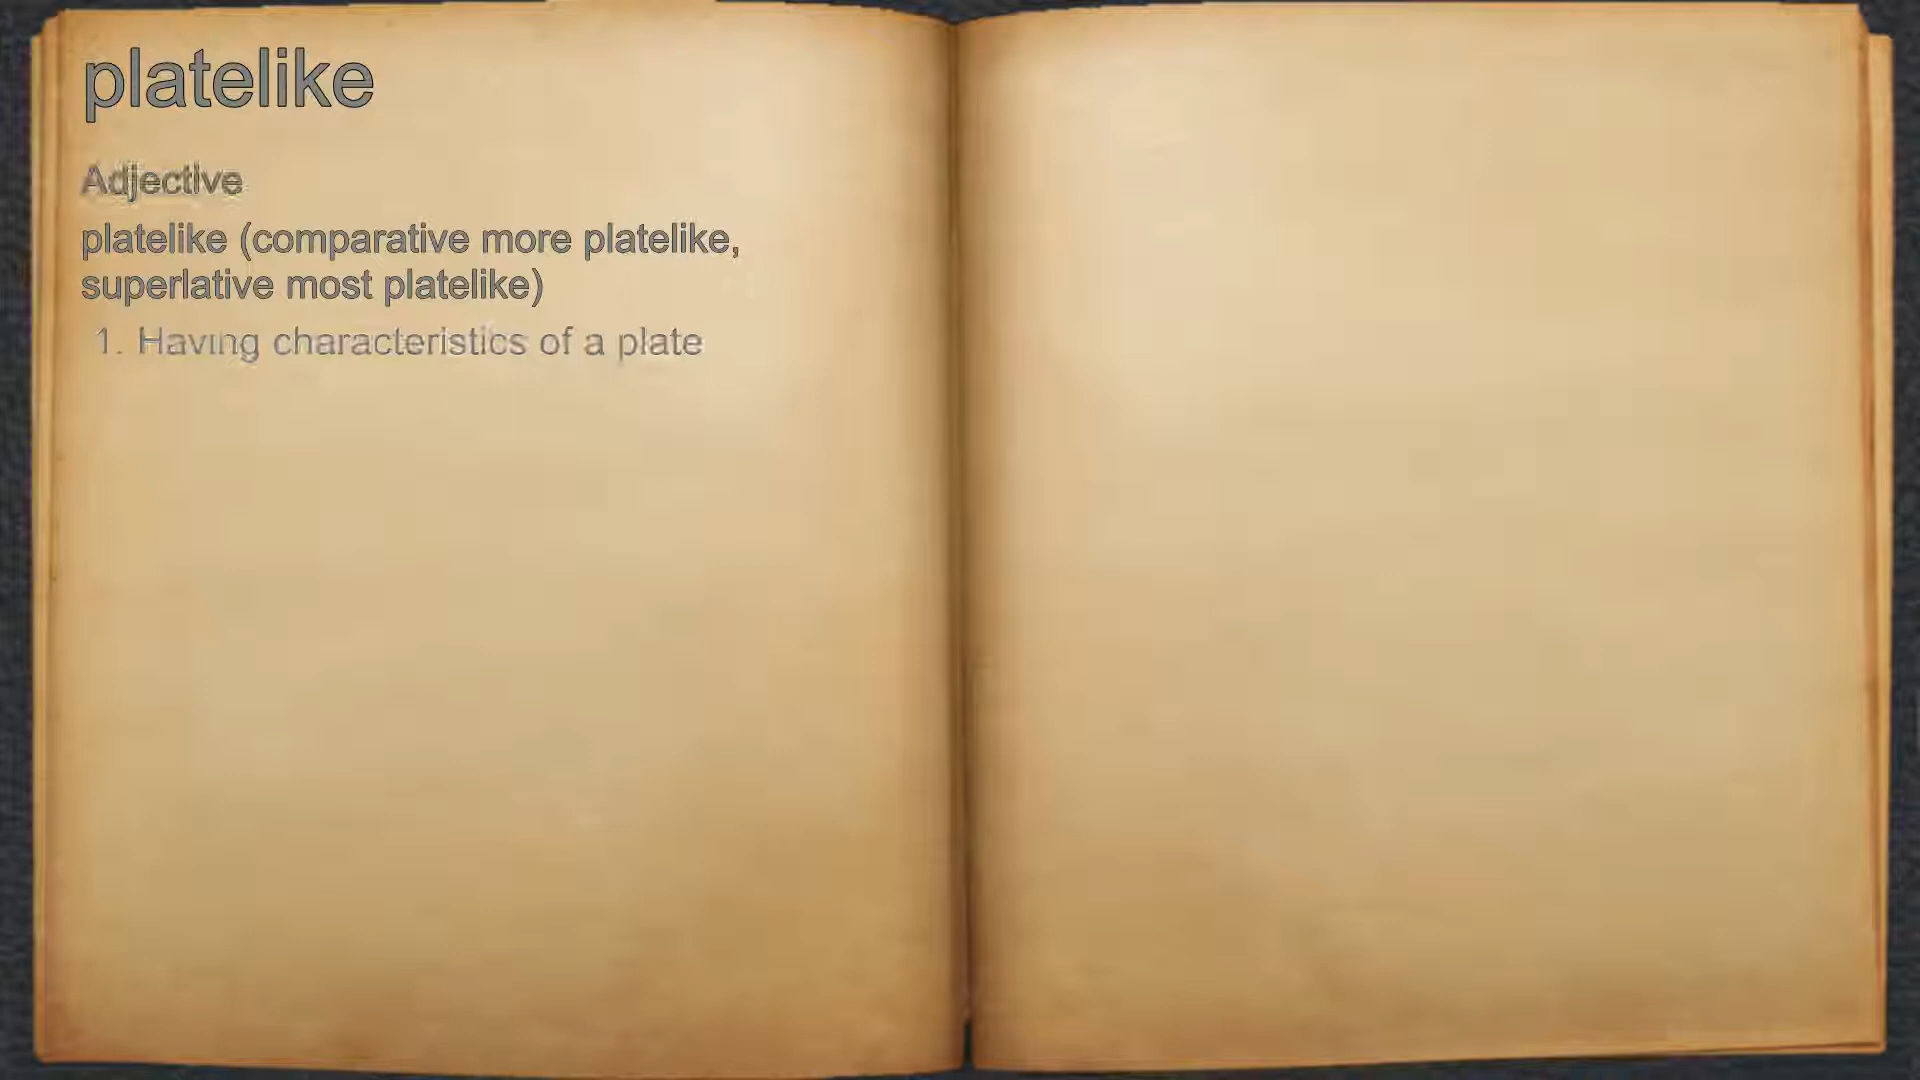 platelike
Adjective
platelike (comparative more platelike,
superlative most platelike)
1. Having characteristics of a plate